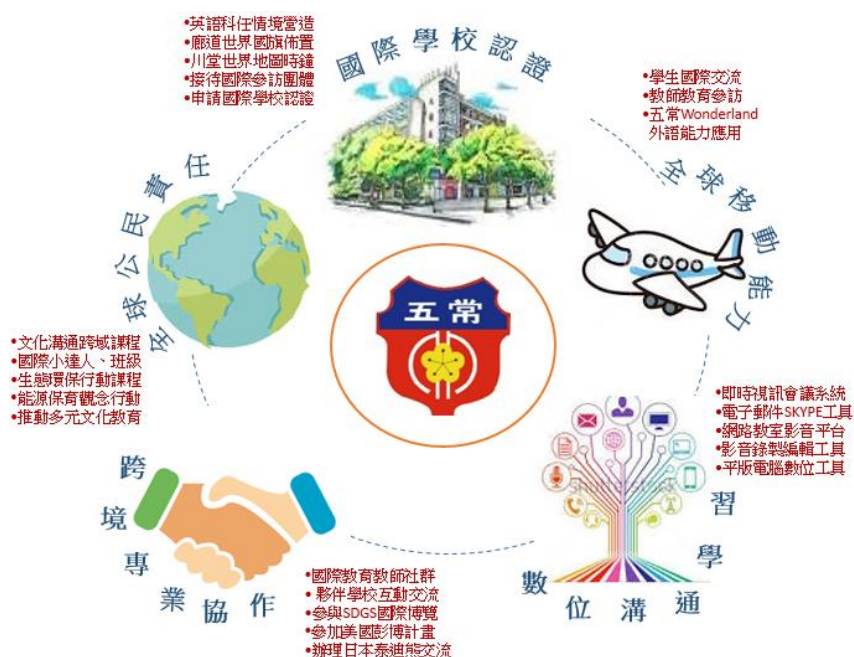 國際學校認證
•英語科任情境營造
•廊道世界國旗佈置
•川堂世界地圖時鐘
•接待國際參訪團體
•申請國際學校認證
全球移動能力
•學生國際交流
•教師教育參訪
•五常Wonderland
外語能力應用
數位溝通學習
•即時視訊會議系統
•電子郵件SKYPE工具
•網路教室影音平台
•影音錄製編輯工具
•平版電腦數位工具
跨境專業協作
•國際教育教師社群
•夥伴學校互動交流
•參與SDGS國際博覽
•參加美國彭博計畫
•辦理日本泰迪熊交流
全球公民責任
•文化溝通跨域課程
•國際小達人、班級
•生態環保行動課程
•能源保育觀念行動
•推動多元文化教育
五常